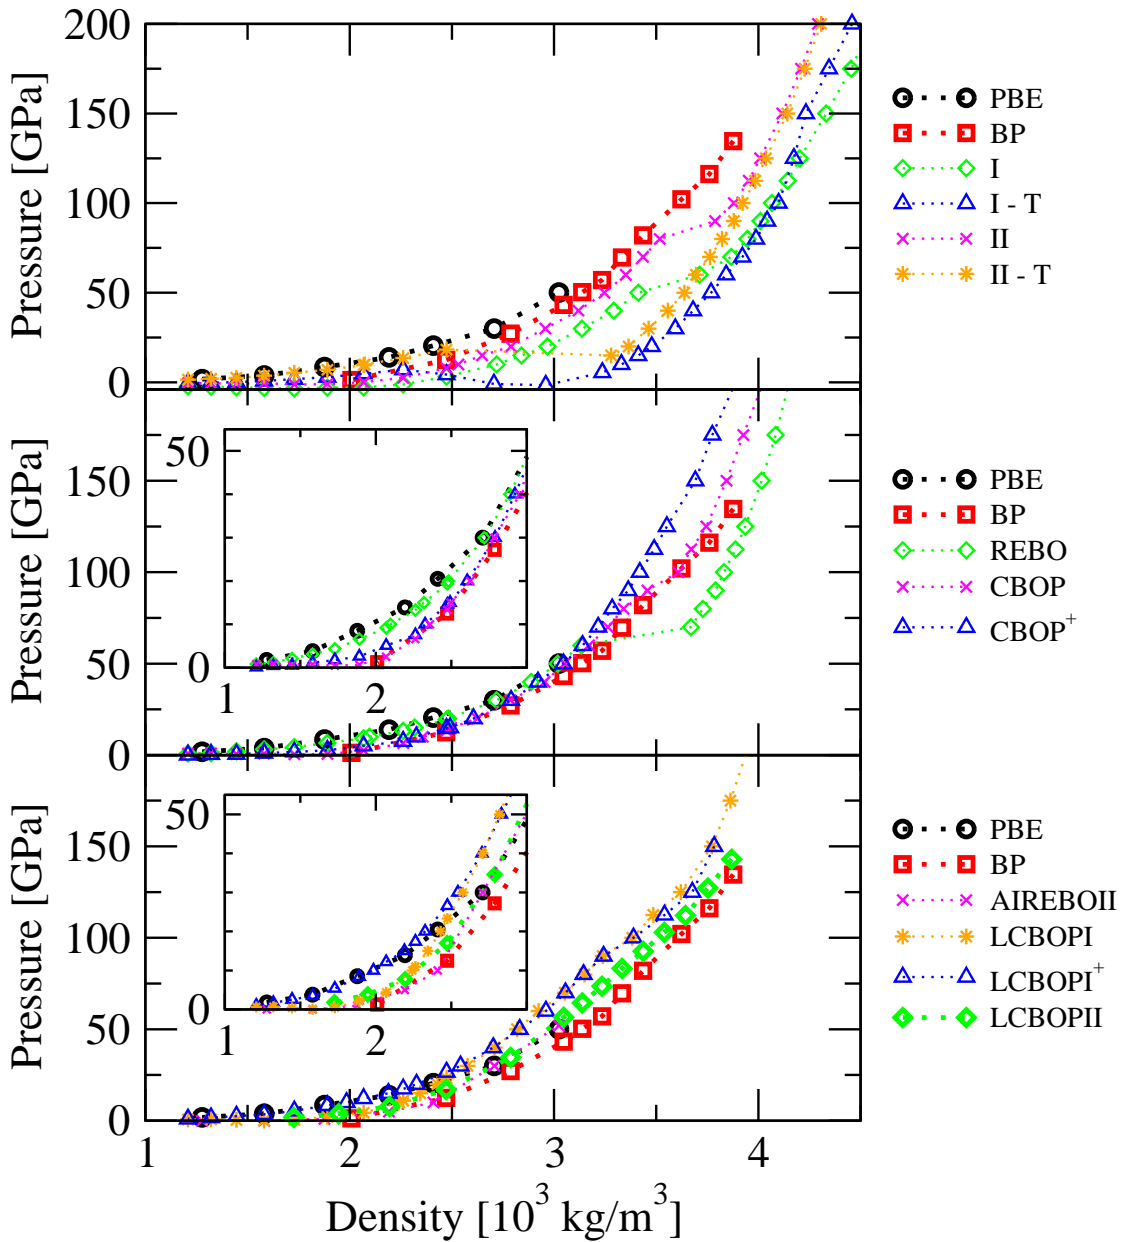 200
150
100
50
0
Pressure [GPa]
PBE
BP
I
I - T
II
II - T
150
100
50
0
Pressure [GPa]
50
0
1
2
PBE
BP
REBO
CBOP
CBOP⁺
150
100
50
0
Pressure [GPa]
50
0
1
2
PBE
BP
AIREBOII
LCBOPI
LCBOPI⁺
LCBOPII
1
2
3
4
Density [10³ kg/m³]